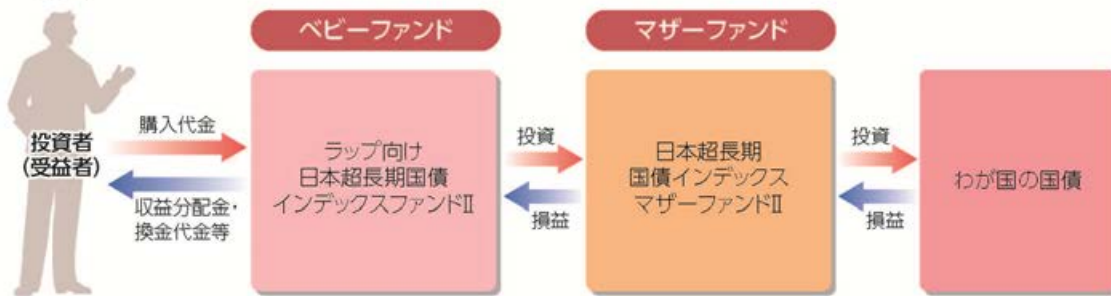 ベビーファンド
マザーファンド
投資者
(受益者)
購入代金
収益分配金・
換金代金等
ラップ向け
日本超長期国債
インデックスファンドⅡ
投資
損益
日本超長期
国債インデックス
マザーファンドⅡ
投資
損益
わが国の国債